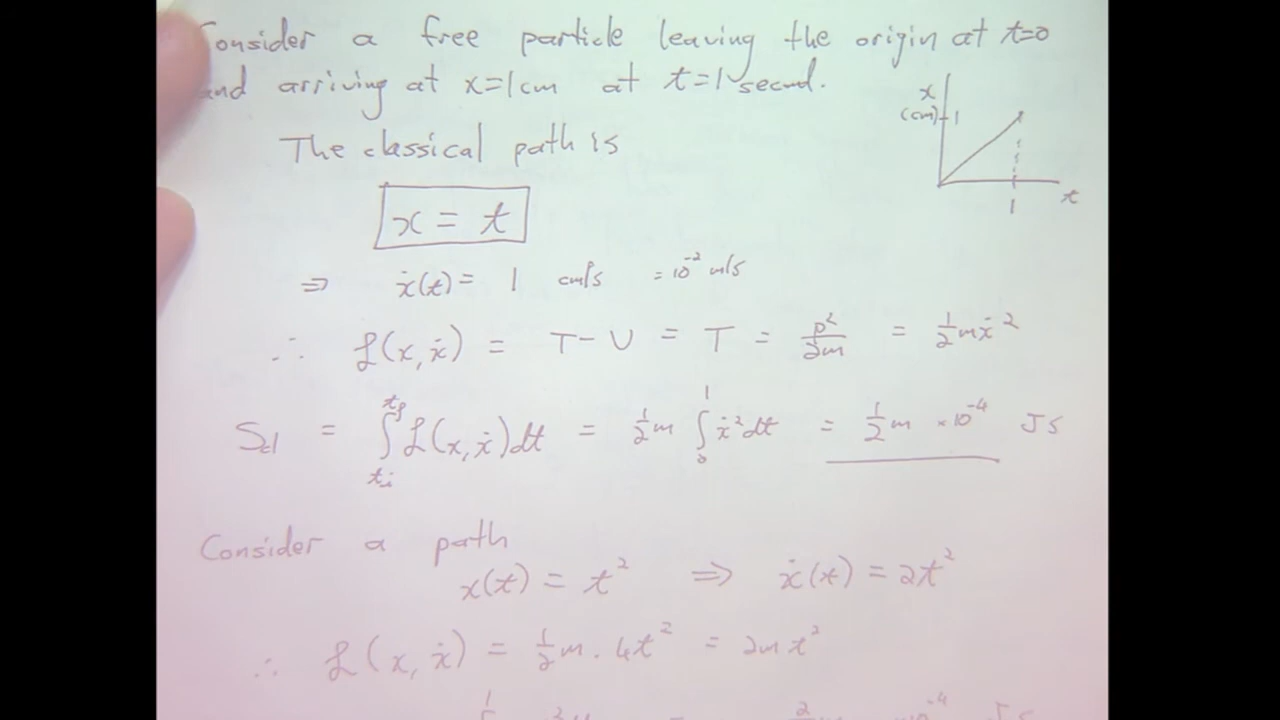 Consider a free particle leaving the origin at t=0
and arriving at x=1cm at t=1 second.
x
(cm) 1
1 t
The classical path is
x = t
⇒ ẋ(t) = 1 cm/s = 10⁻² m/s
∴ ℒ(x, ẋ) = T - U = T = p²/2m = ½mẋ²
S_cl = ∫_{t_i}^{t_f} ℒ(x, ẋ)dt = ½m ∫_0^1 ẋ²dt = ½m × 10⁻⁴ JS
Consider a path
x(t) = t² ⇒ ẋ(t) = 2t²
∴ ℒ(x, ẋ) = ½m . 4t² = 2mt²